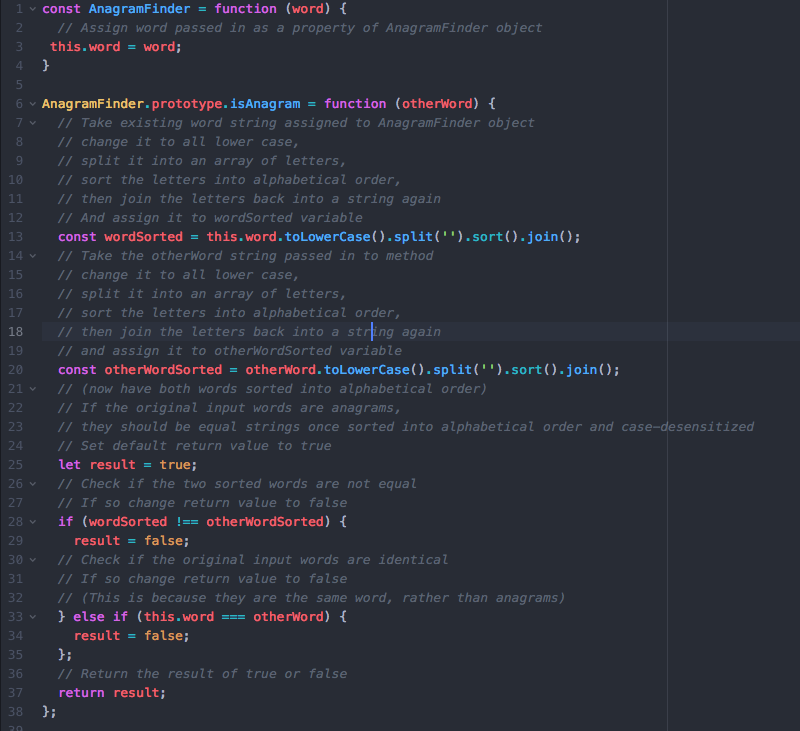 1 const AnagramFinder = function (word) {
2   // Assign word passed in as a property of AnagramFinder object
3  this.word = word;
4 }
5
6 AnagramFinder.prototype.isAnagram = function (otherWord) {
7   // Take existing word string assigned to AnagramFinder object
8   // change it to all lower case,
9   // split it into an array of letters,
10   // sort the letters into alphabetical order,
11   // then join the letters back into a string again
12   // And assign it to wordSorted variable
13   const wordSorted = this.word.toLowerCase().split('').sort().join();
14   // Take the otherWord string passed in to method
15   // change it to all lower case,
16   // split it into an array of letters,
17   // sort the letters into alphabetical order,
18   // then join the letters back into a string again
19   // and assign it to otherWordSorted variable
20   const otherWordSorted = otherWord.toLowerCase().split('').sort().join();
21   // (now have both words sorted into alphabetical order)
22   // If the original input words are anagrams,
23   // they should be equal strings once sorted into alphabetical order and case-desensitized
24   // Set default return value to true
25   let result = true;
26   // Check if the two sorted words are not equal
27   // If so change return value to false
28   if (wordSorted !== otherWordSorted) {
29     result = false;
30   // Check if the original input words are identical
31   // If so change return value to false
32   // (This is because they are the same word, rather than anagrams)
33   } else if (this.word === otherWord) {
34     result = false;
35   };
36   // Return the result of true or false
37   return result;
38 };
39